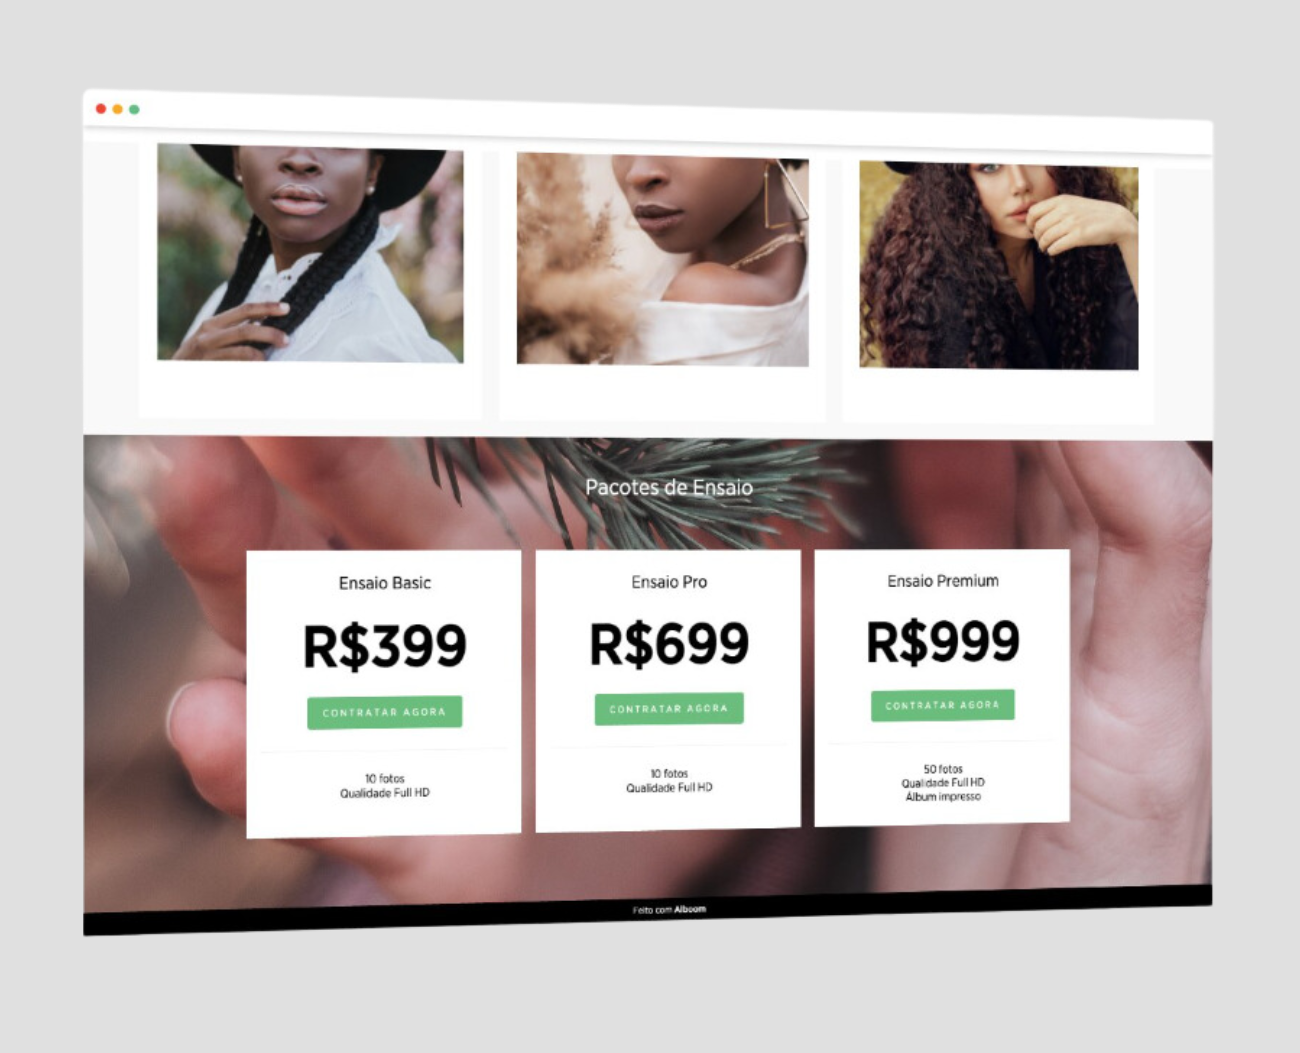 Pacotes de Ensaio
Ensaio Basic
R$399
CONTRATAR AGORA
10 fotos
Qualidade Full HD
Ensaio Pro
R$699
CONTRATAR AGORA
10 fotos
Qualidade Full HD
Ensaio Premium
R$999
CONTRATAR AGORA
50 fotos
Qualidade Full HD
Álbum impresso
Feito com Alboom